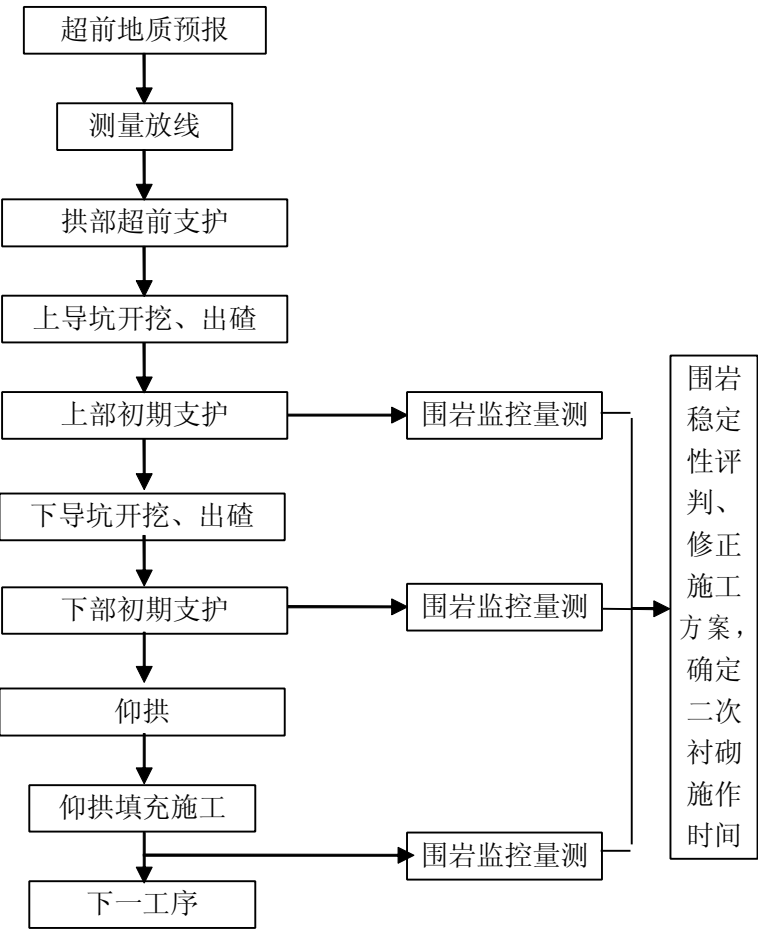 超前地质预报
测量放线
拱部超前支护
上导坑开挖、出碴
上部初期支护
围岩监控量测
下导坑开挖、出碴
下部初期支护
围岩监控量测
仰拱
仰拱填充施工
围岩监控量测
下一工序
围岩
稳定
性评
判、
修正
施工
方案，
确定
二次
衬砌
施作
时间